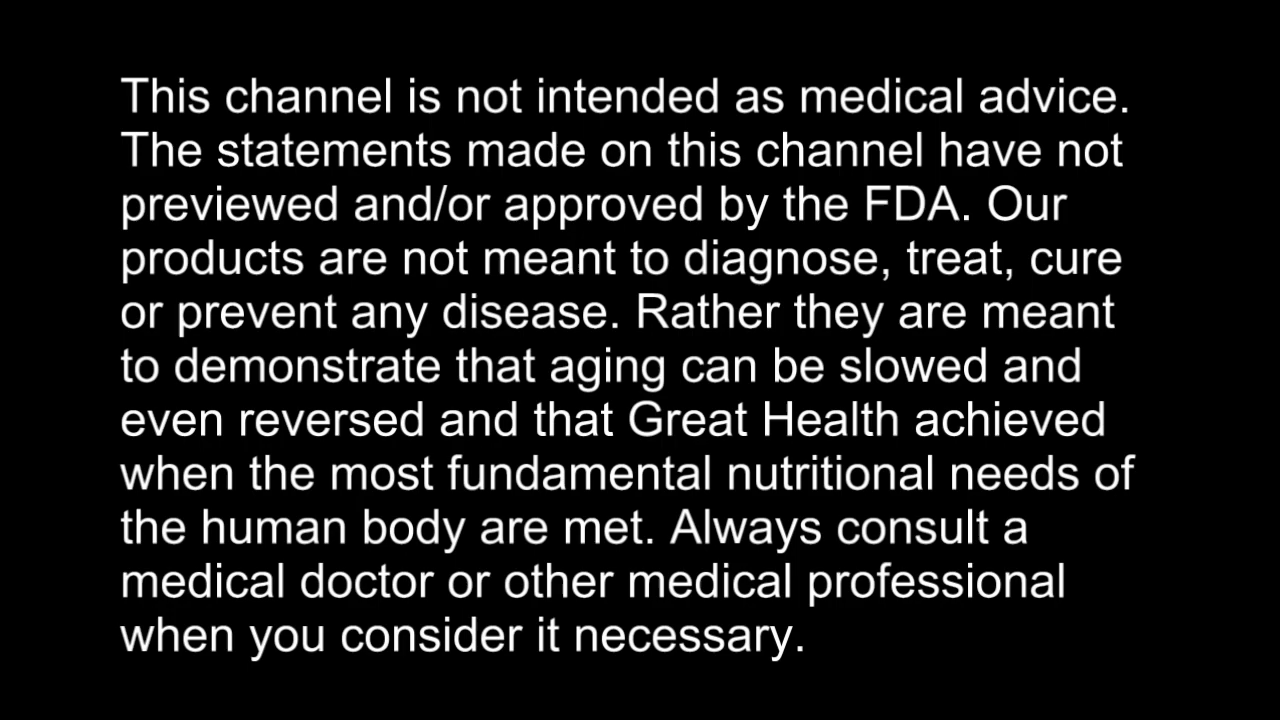 This channel is not intended as medical advice.
The statements made on this channel have not
previewed and/or approved by the FDA. Our
products are not meant to diagnose, treat, cure
or prevent any disease. Rather they are meant
to demonstrate that aging can be slowed and
even reversed and that Great Health achieved
when the most fundamental nutritional needs of
the human body are met. Always consult a
medical doctor or other medical professional
when you consider it necessary.